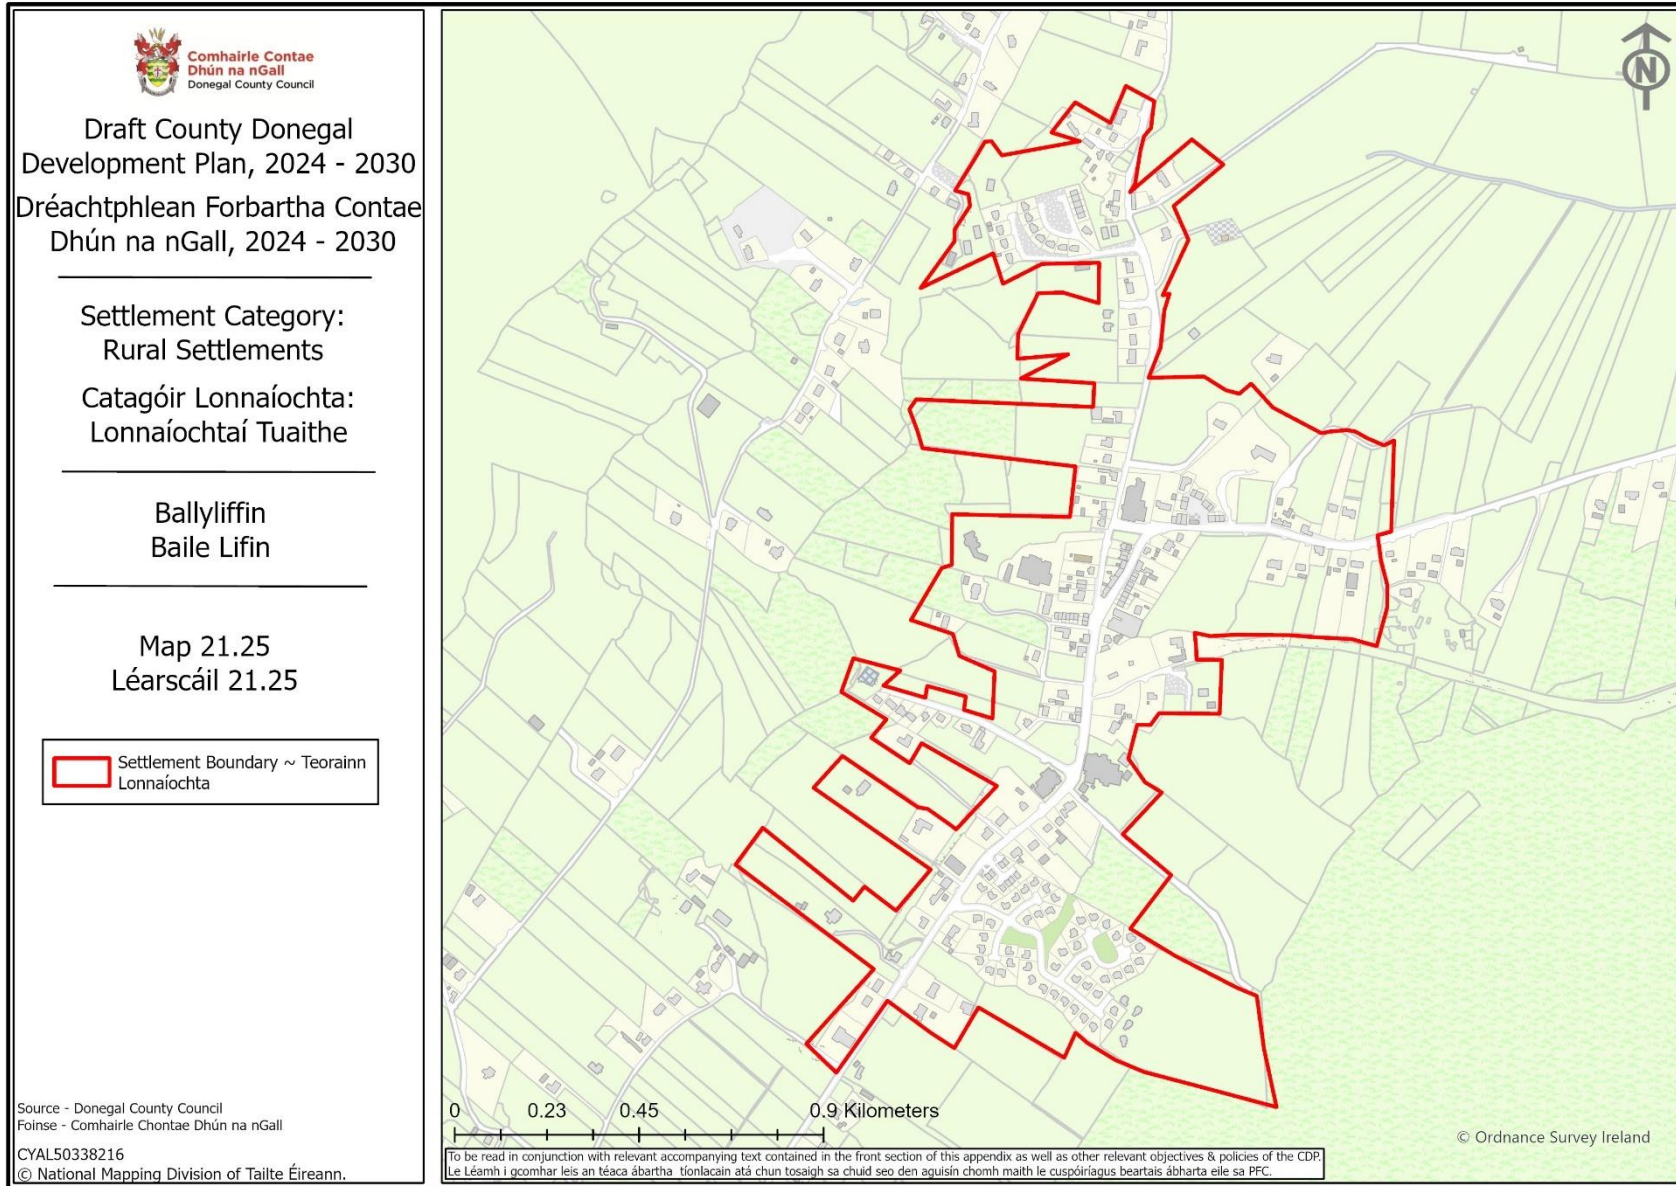 Comhairle Contae
Dhún na nGall
Donegal County Council
Draft County Donegal
Development Plan, 2024 - 2030
Dréachtphlean Forbartha Contae
Dhún na nGall, 2024 - 2030
Settlement Category:
Rural Settlements
Catagóir Lonnaíochta:
Lonnaíochtaí Tuaithe
Ballyliffin
Baile Lifin
Map 21.25
Léarscáil 21.25
Settlement Boundary ~ Teorainn
Lonnaíochta
Source - Donegal County Council
Foinse - Comhairle Chontae Dhún na nGall
CYAL50338216
© National Mapping Division of Tailte Éireann.
N
0 0.23 0.45 0.9 Kilometers
© Ordnance Survey Ireland
To be read in conjunction with relevant accompanying text contained in the front section of this appendix as well as other relevant objectives & policies of the CDP.
Le Léamh i gcomhar leis an téaca ábartha tíonlacain atá chun tosaigh sa chuid seo den aguisín chomh maith le cuspóiríagus beartais ábharta eile sa PFC.